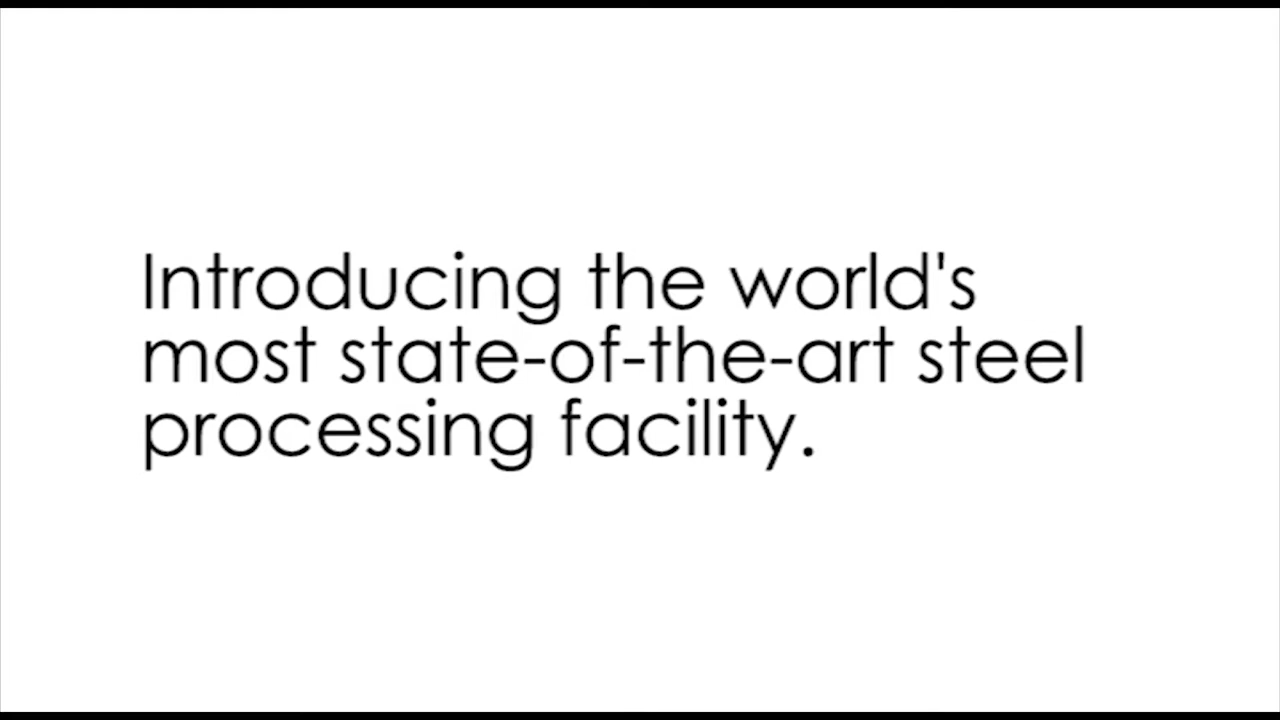 Introducing the world's
most state-of-the-art steel
processing facility.